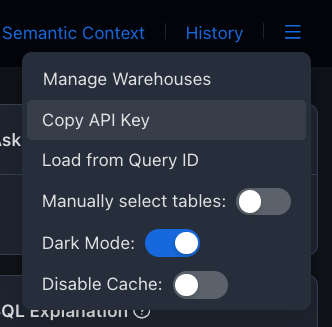 Semantic Context
History
Manage Warehouses
Copy API Key
Ask
Load from Query ID
Manually select tables:
Dark Mode:
Disable Cache:
QL Explanation ?